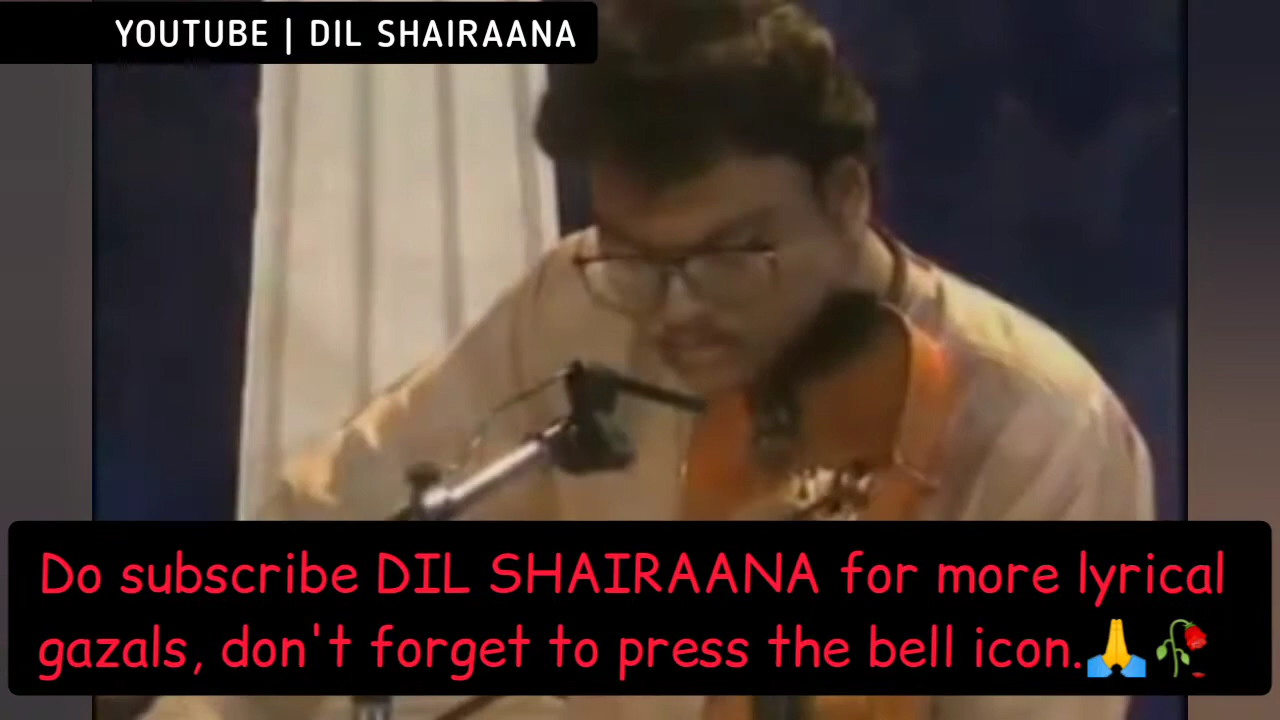 YOUTUBE | DIL SHAIRAANA
Do subscribe DIL SHAIRAANA for more lyrical
gazals, don't forget to press the bell icon.🙏🥀